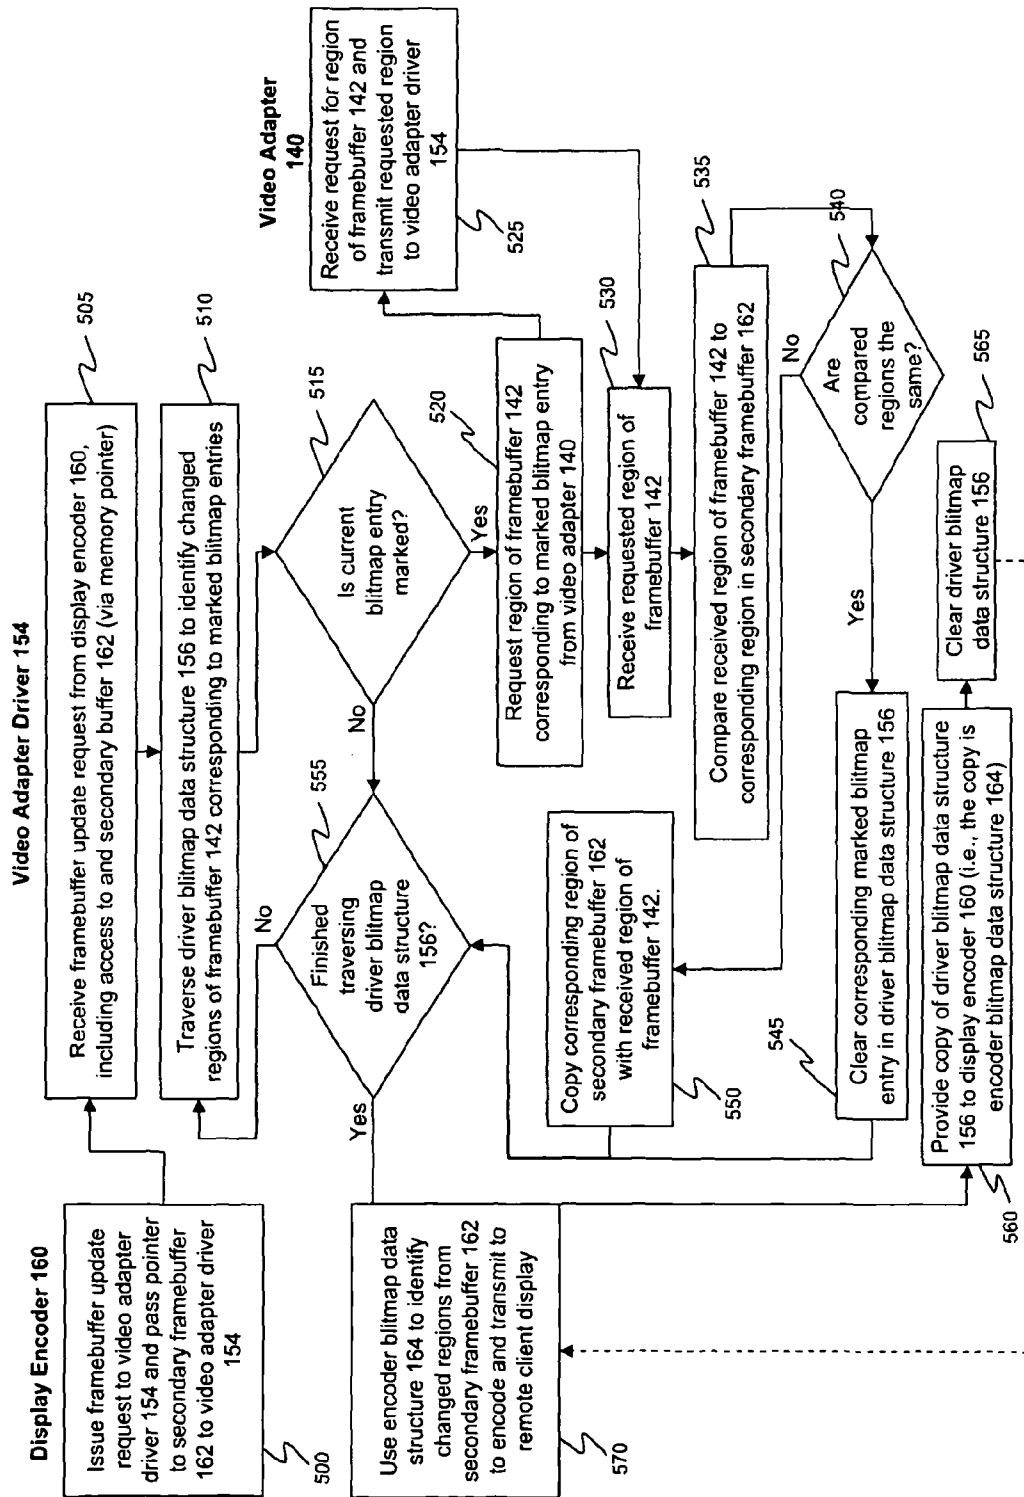 Display Encoder 160
Issue framebuffer update
request to video adapter
driver 154 and pass pointer
to secondary framebuffer
162 to video adapter driver
154
500
Use encoder blitmap data
structure 164 to identify
changed regions from
secondary framebuffer 162
to encode and transmit to
remote client display
570
Video Adapter Driver 154
Receive framebuffer update request from display encoder 160,
including access to and secondary buffer 162 (via memory pointer)
505
Traverse driver blitmap data structure 156 to identify changed
regions of framebuffer 142 corresponding to marked blitmap entries
510
Is current
blitmap entry
marked?
515
No
Yes
Finished
traversing
driver blitmap
data structure
156?
555
No
Yes
Request region of framebuffer 142
corresponding to marked blitmap entry
from video adapter 140
520
Receive requested region of
framebuffer 142
530
Compare received region of framebuffer 142 to
corresponding region in secondary framebuffer 162
535
Are
compared
regions the
same?
540
No
Yes
Copy corresponding region of
secondary framebuffer 162
with received region of
framebuffer 142.
550
Clear corresponding marked blitmap
entry in driver blitmap data structure 156
545
Provide copy of driver blitmap data structure
156 to display encoder 160 (i.e., the copy is
encoder blitmap data structure 164)
560
Clear driver blitmap
data structure 156
565
Video Adapter
140
Receive request for region
of framebuffer 142 and
transmit requested region
to video adapter driver
154
525